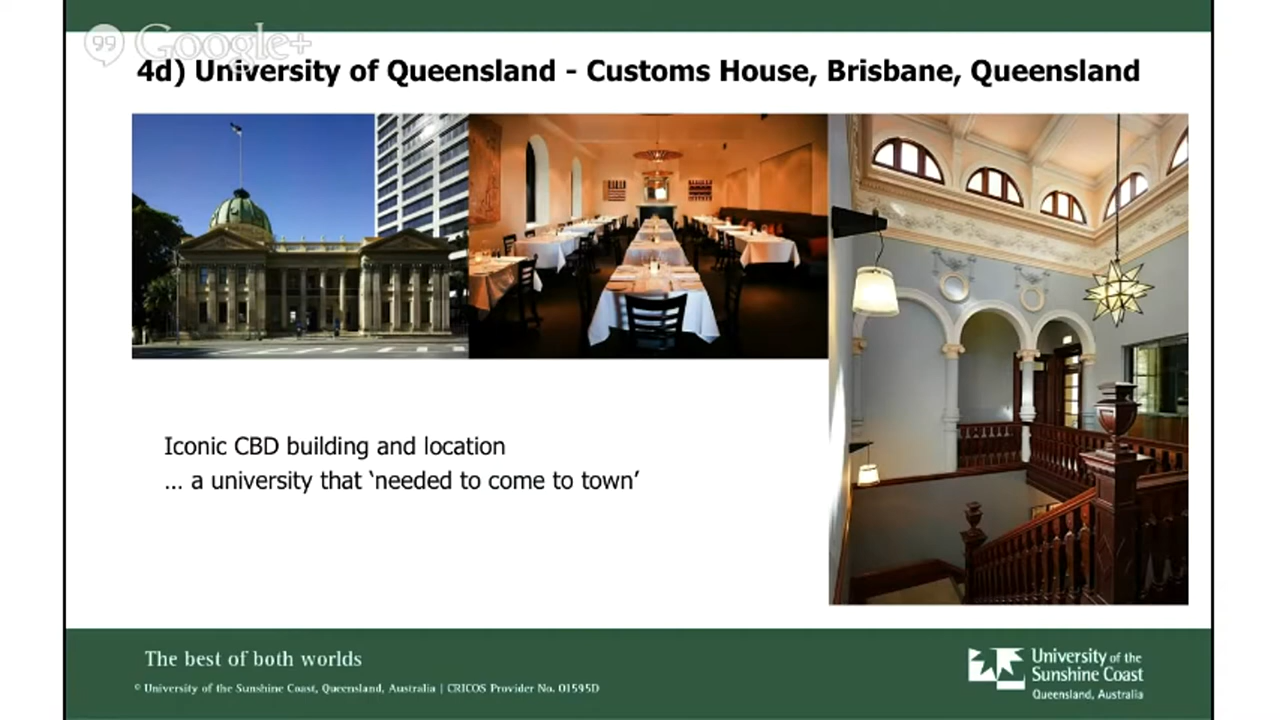 Google+
4d) University of Queensland - Customs House, Brisbane, Queensland
Iconic CBD building and location
... a university that ‘needed to come to town’
The best of both worlds
© University of the Sunshine Coast, Queensland, Australia | CRICOS Provider No. 01595D
University of the
Sunshine Coast
Queensland, Australia